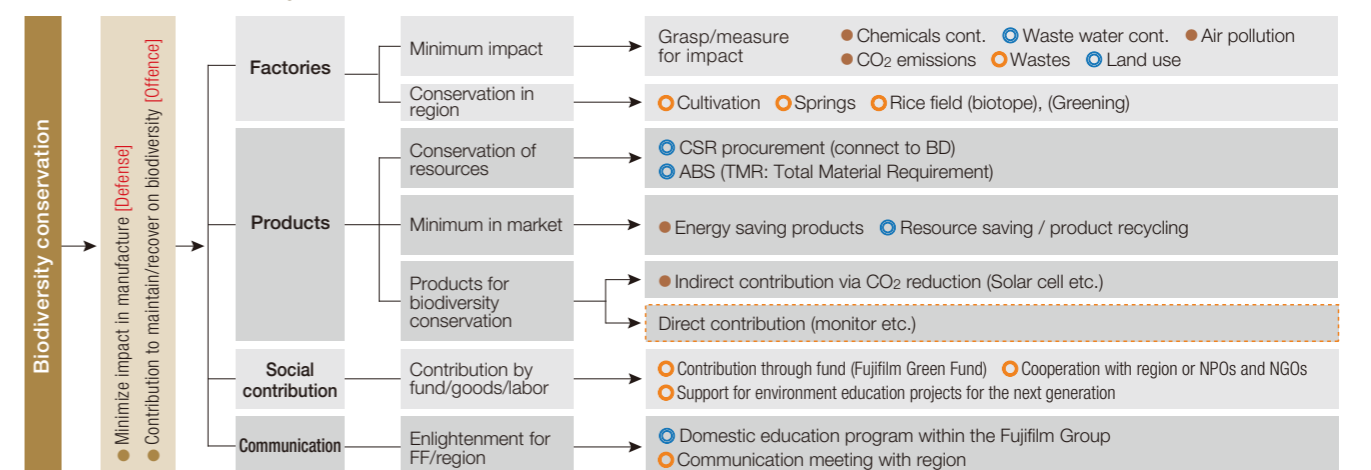 Biodiversity conservation
● Minimize impact in manufacture [Defense]
● Contribution to maintain/recover on biodiversity [Offence]
Factories
Minimum impact
Grasp/measure
for impact
● Chemicals cont. ◎ Waste water cont. ● Air pollution
● CO2 emissions ○ Wastes ◎ Land use
Conservation in
region
○ Cultivation ○ Springs ○ Rice field (biotope), (Greening)
Products
Conservation of
resources
◎ CSR procurement (connect to BD)
◎ ABS (TMR: Total Material Requirement)
Minimum in market
● Energy saving products ◎ Resource saving / product recycling
Products for
biodiversity
conservation
● Indirect contribution via CO2 reduction (Solar cell etc.)
Direct contribution (monitor etc.)
Social
contribution
Contribution by
fund/goods/labor
○ Contribution through fund (Fujifilm Green Fund) ○ Cooperation with region or NPOs and NGOs
○ Support for environment education projects for the next generation
Communication
Enlightenment for
FF/region
◎ Domestic education program within the Fujifilm Group
○ Communication meeting with region